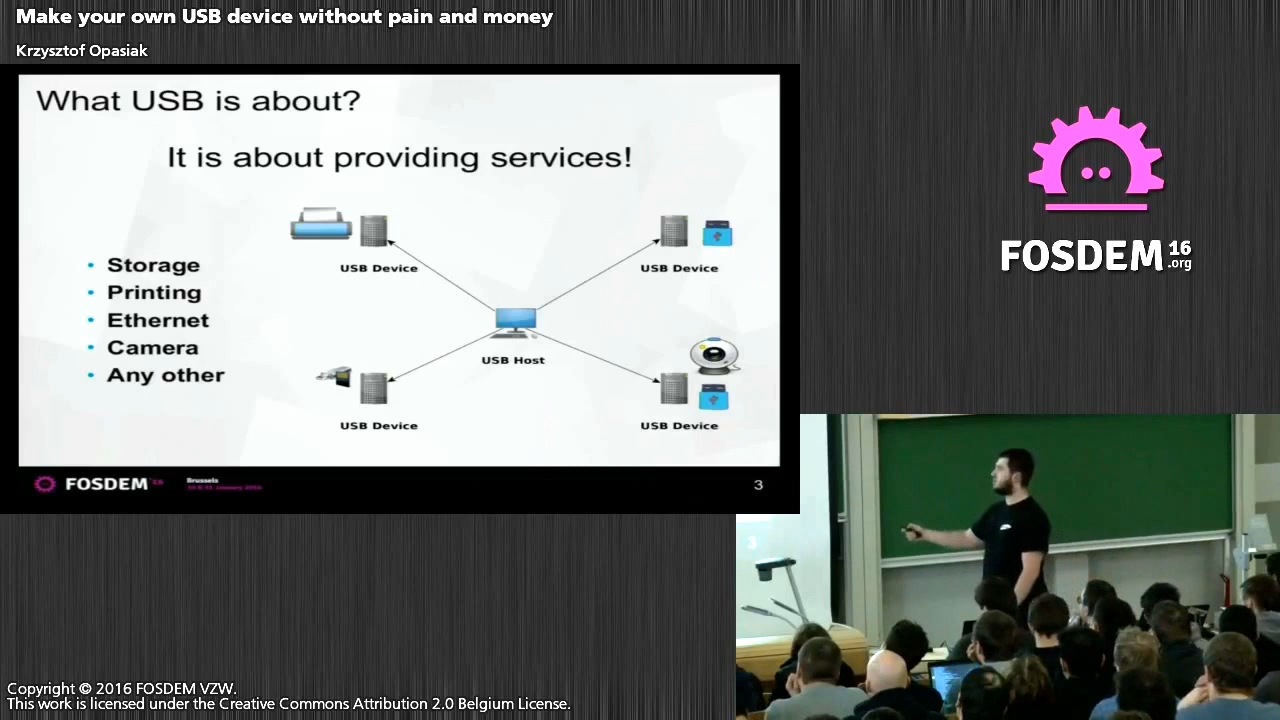 Make your own USB device without pain and money
Krzysztof Opasiak
What USB is about?
It is about providing services!
• Storage
• Printing
• Ethernet
• Camera
• Any other
USB Device
USB Device
USB Host
USB Device
USB Device
FOSDEM
Brussels
3
FOSDEM 16 .org
3
Copyright © 2016 FOSDEM VZW.
This work is licensed under the Creative Commons Attribution 2.0 Belgium License.